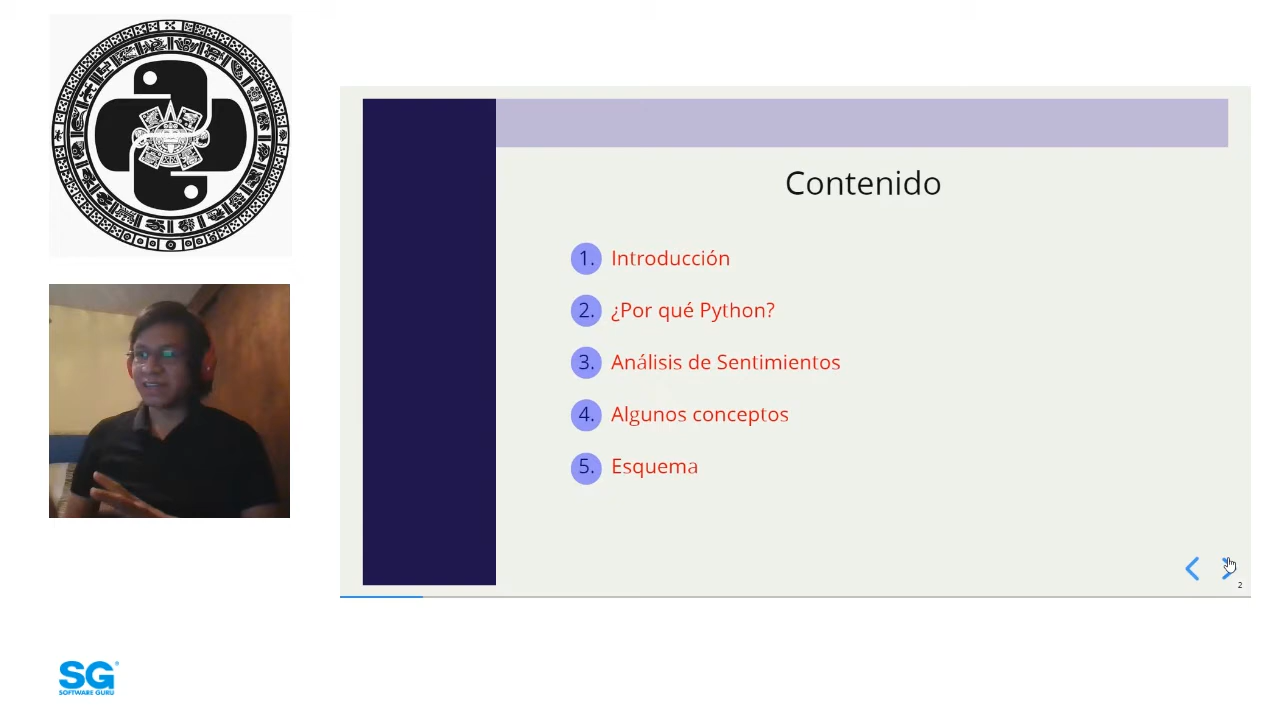 Contenido
1. Introducción
2. ¿Por qué Python?
3. Análisis de Sentimientos
4. Algunos conceptos
5. Esquema
2
SG
SOFTWARE GURU